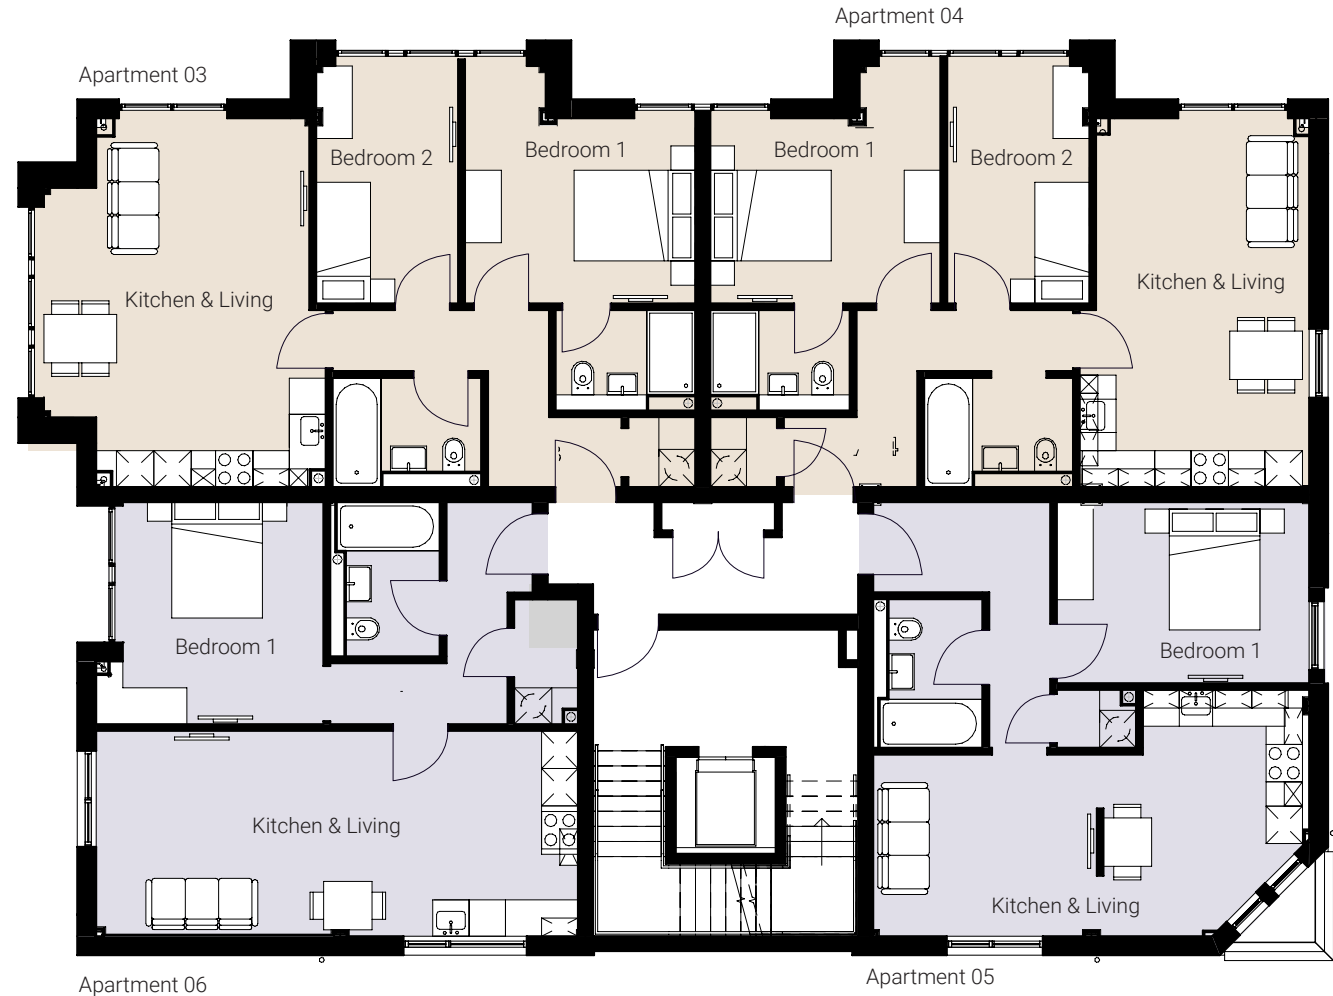 Apartment 04
Apartment 03
Bedroom 2
Bedroom 1
Bedroom 1
Bedroom 2
Kitchen & Living
Kitchen & Living
Bedroom 1
Bedroom 1
Kitchen & Living
Kitchen & Living
Apartment 06
Apartment 05